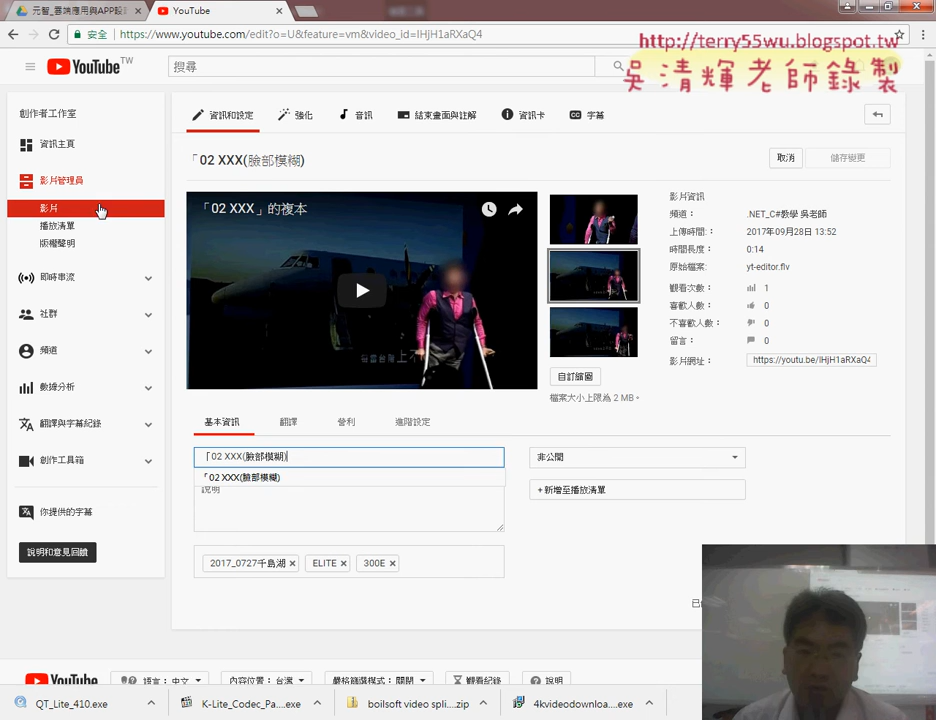 元智_雲端應用與APP設
YouTube
安全 https://www.youtube.com/edit?o=U&feature=vm&video_id=IHjH1aRXaQ4
http://terry55wu.blogspot.tw
吳清輝老師錄製
YouTube TW
搜尋
創作者工作室
資訊主頁
影片管理員
影片
播放清單
版權聲明
即時串流
社群
頻道
數據分析
翻譯與字幕紀錄
創作工具箱
你提供的字幕
說明和意見回饋
資訊和設定
強化
音訊
結束畫面與註解
資訊卡
字幕
「02 XXX(臉部模糊)
取消
儲存變更
「02 XXX」的複本
影片資訊
頻道: .NET_C#教學 吳老師
上傳時間: 2017年09月28日 13:52
時間長度: 0:14
原始檔案: yt-editor.flv
觀看次數: 1
喜歡人數: 0
不喜歡人數: 0
留言: 0
影片網址: https://youtu.be/IHjH1aRXaQ4
自訂縮圖
檔案大小上限為 2 MB。
基本資訊
翻譯
營利
進階設定
「02 XXX(臉部模糊)
「02 XXX(臉部模糊)
說明
非公開
+ 新增至播放清單
2017_0727千島湖 ×
ELITE ×
300E ×
YouTube
語言: 中文
內容位置: 台灣
嚴格篩選模式: 關閉
觀看紀錄
說明
QT_Lite_410.exe
K-Lite_Codec_Pa....exe
boilsoft video spli....zip
4kvideodownloa....exe